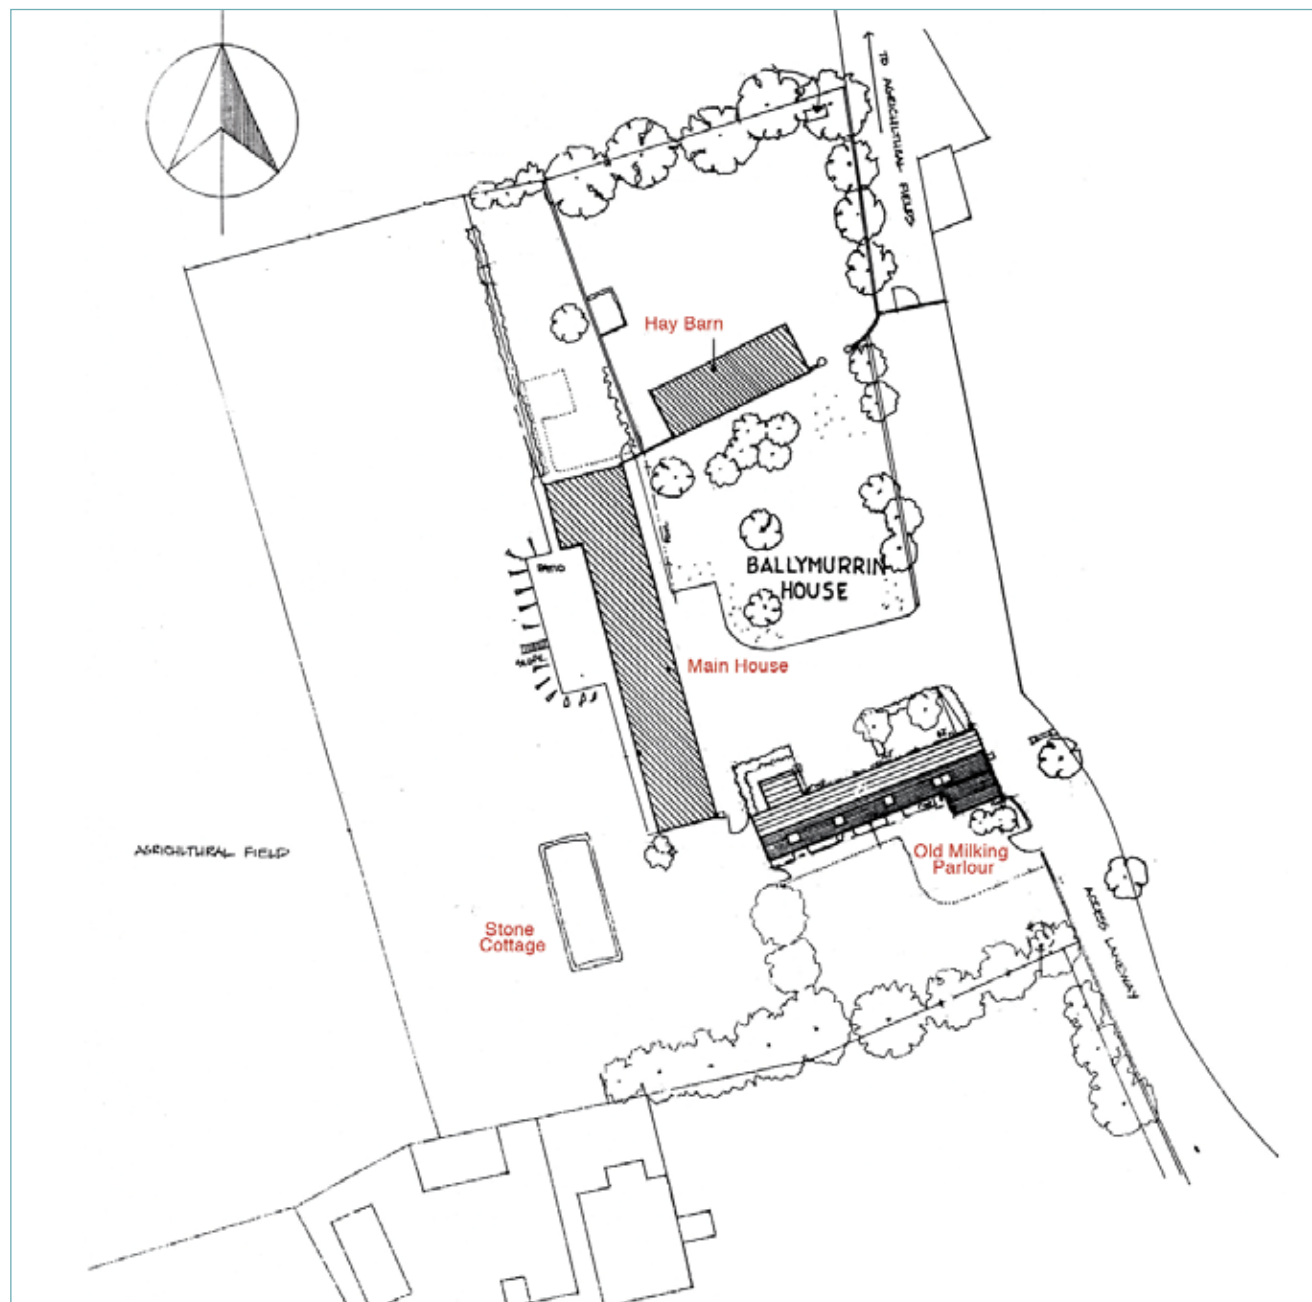 TO AGRICULTURAL FIELDS
Hay Barn
BALLYMURRIN
HOUSE
PATIO
SLOPE
Main House
AGRICULTURAL FIELD
Old Milking
Parlour
Stone
Cottage
ACCESS LANEWAY